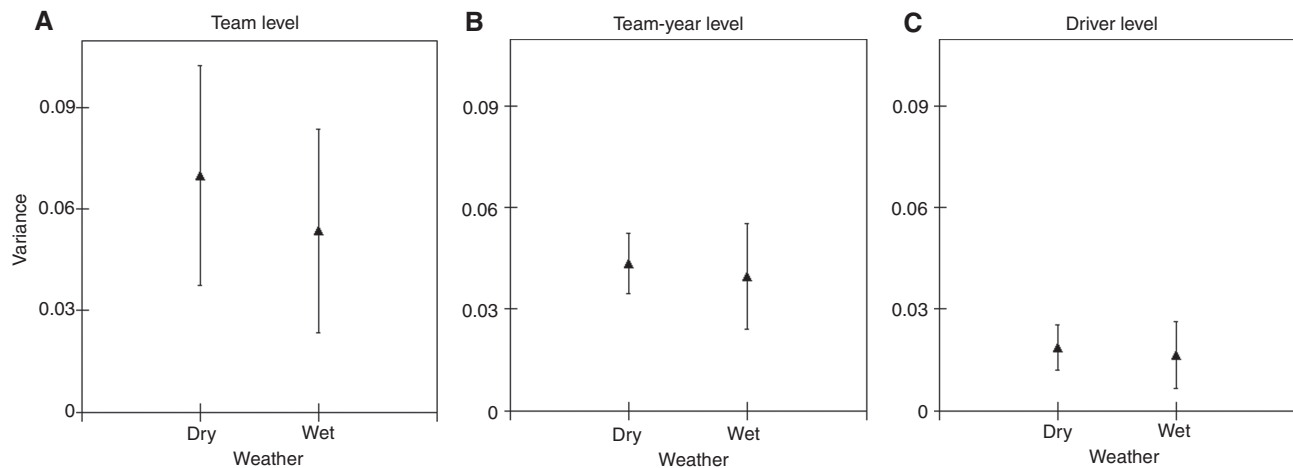 A
Team level
Variance
0.09
0.06
0.03
0
Dry
Wet
Weather
B
Team-year level
0.09
0.06
0.03
0
Dry
Wet
Weather
C
Driver level
0.09
0.06
0.03
0
Dry
Wet
Weather